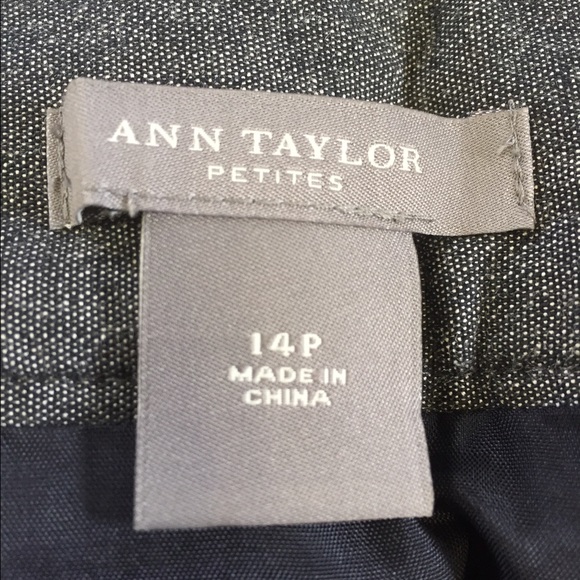 ANN TAYLOR
PETITES
14P
MADE IN
CHINA